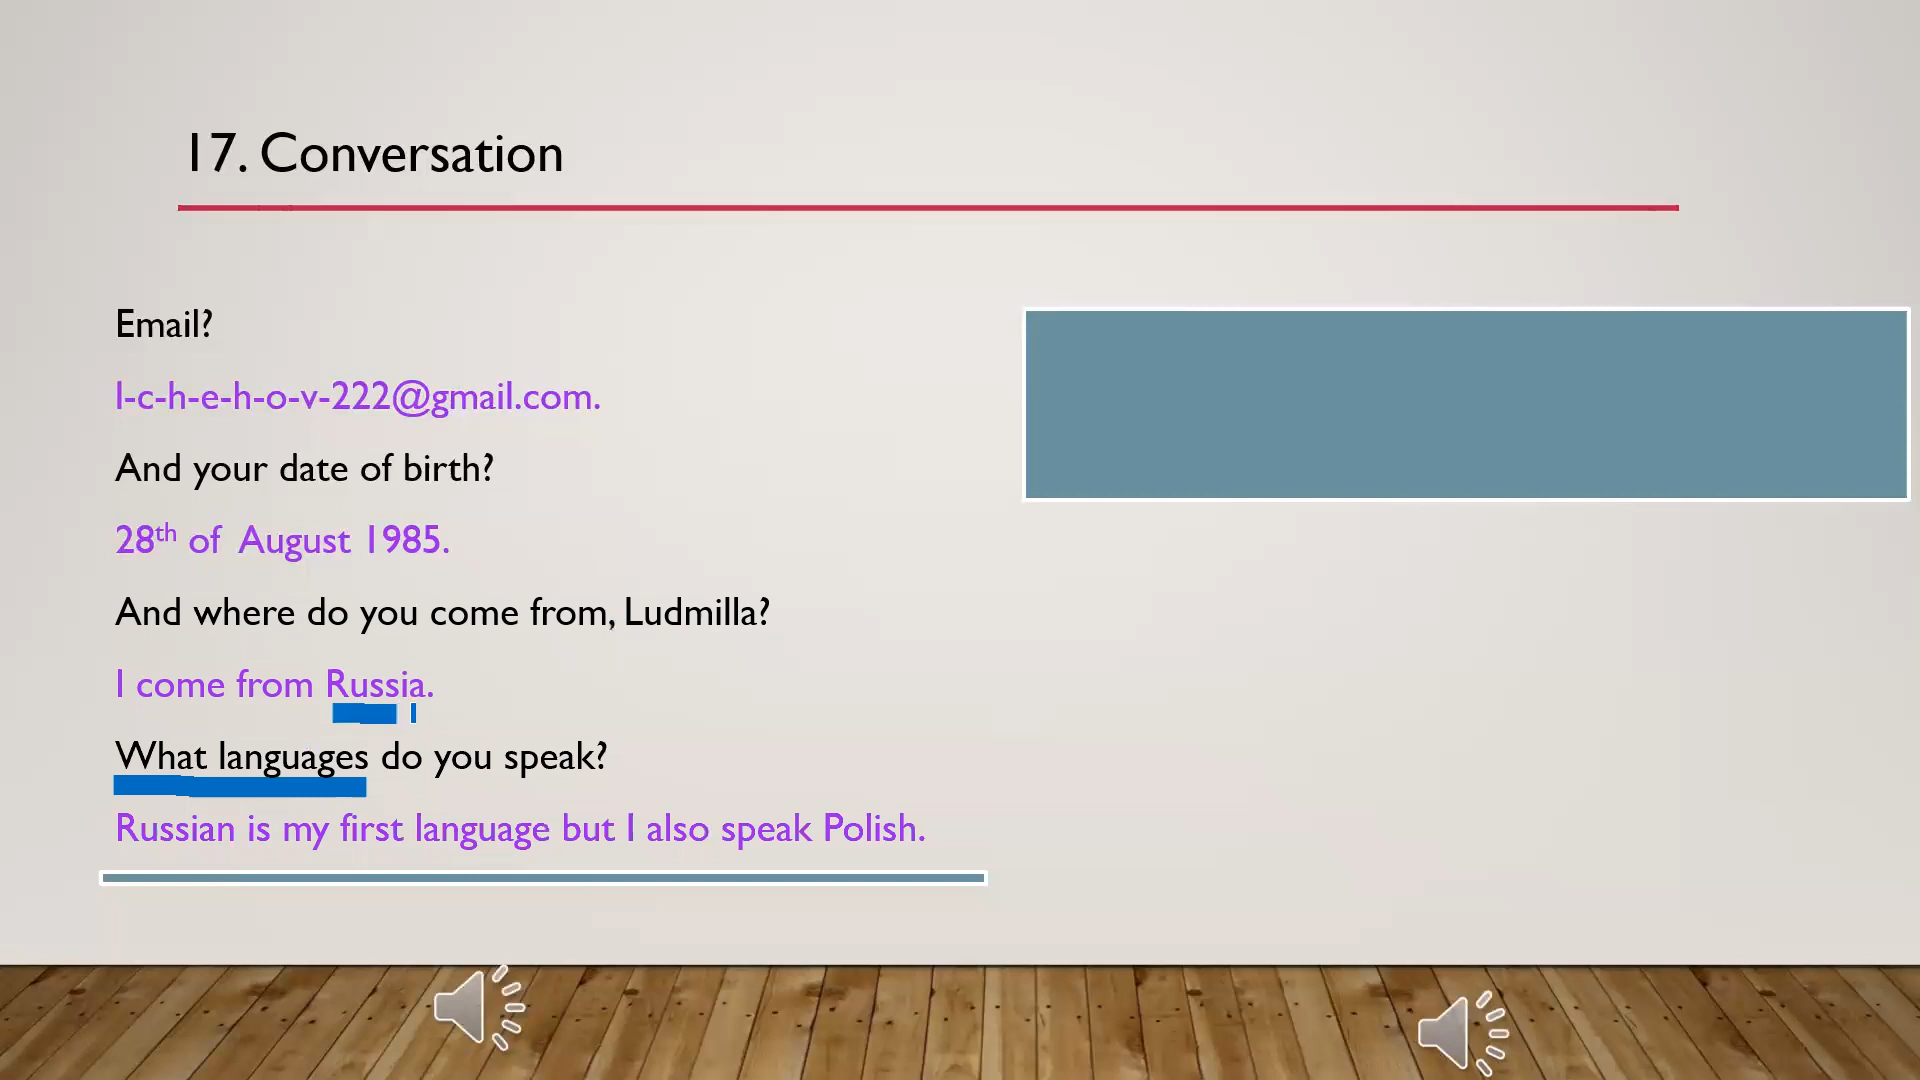 17. Conversation
Email?
l-c-h-e-h-o-v-222@gmail.com.
And your date of birth?
28th of August 1985.
And where do you come from, Ludmilla?
I come from Russia.
What languages do you speak?
Russian is my first language but I also speak Polish.